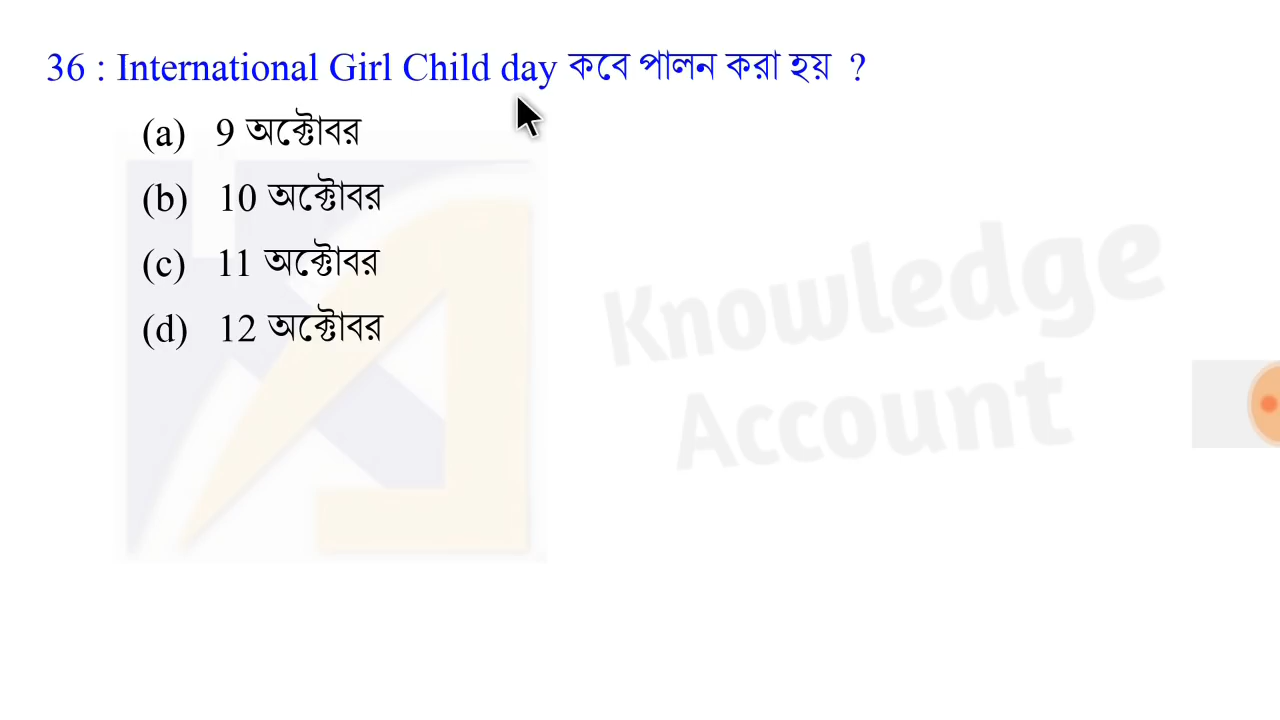 36 : International Girl Child day কবে পালন করা হয় ?
(a) 9 অক্টোবর
(b) 10 অক্টোবর
(c) 11 অক্টোবর
(d) 12 অক্টোবর
Knowledge
Account